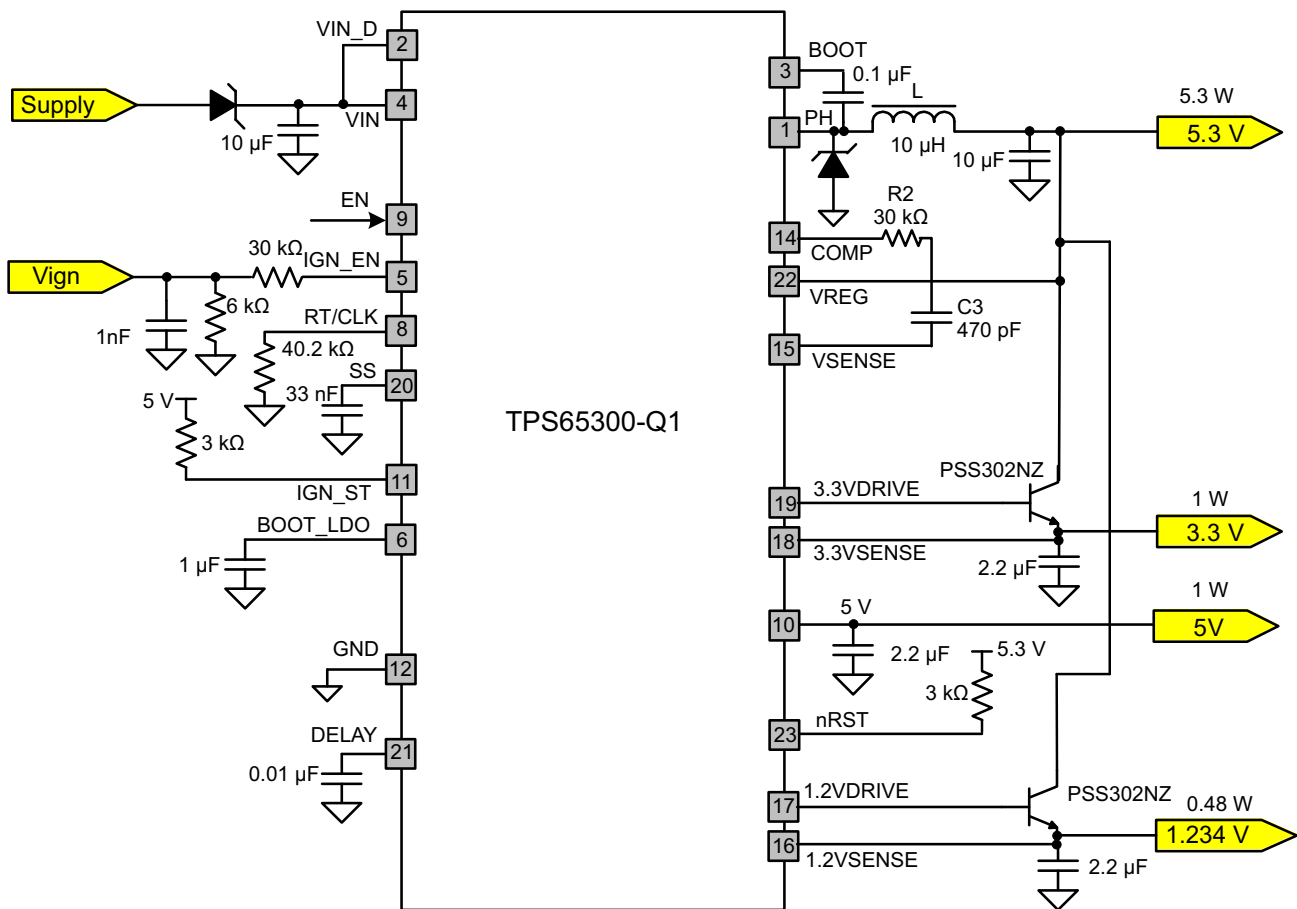 VIN_D
2
Supply
4
VIN
10 µF
EN
9
30 kΩ
IGN_EN
Vign
5
6 kΩ
1nF
RT/CLK
8
40.2 kΩ
SS
20
33 nF
5 V
3 kΩ
11
IGN_ST
BOOT_LDO
6
1 µF
GND
12
DELAY
21
0.01 µF
TPS65300-Q1
BOOT
3
0.1 µF
L
PH
1
10 µH
10 µF
5.3 W
5.3 V
R2
30 kΩ
14
COMP
22
VREG
C3
470 pF
15
VSENSE
PSS302NZ
3.3VDRIVE
19
18
3.3VSENSE
2.2 µF
1 W
3.3 V
5 V
10
2.2 µF
1 W
5V
5.3 V
3 kΩ
nRST
23
1.2VDRIVE
17
PSS302NZ
16
1.2VSENSE
0.48 W
1.234 V
2.2 µF